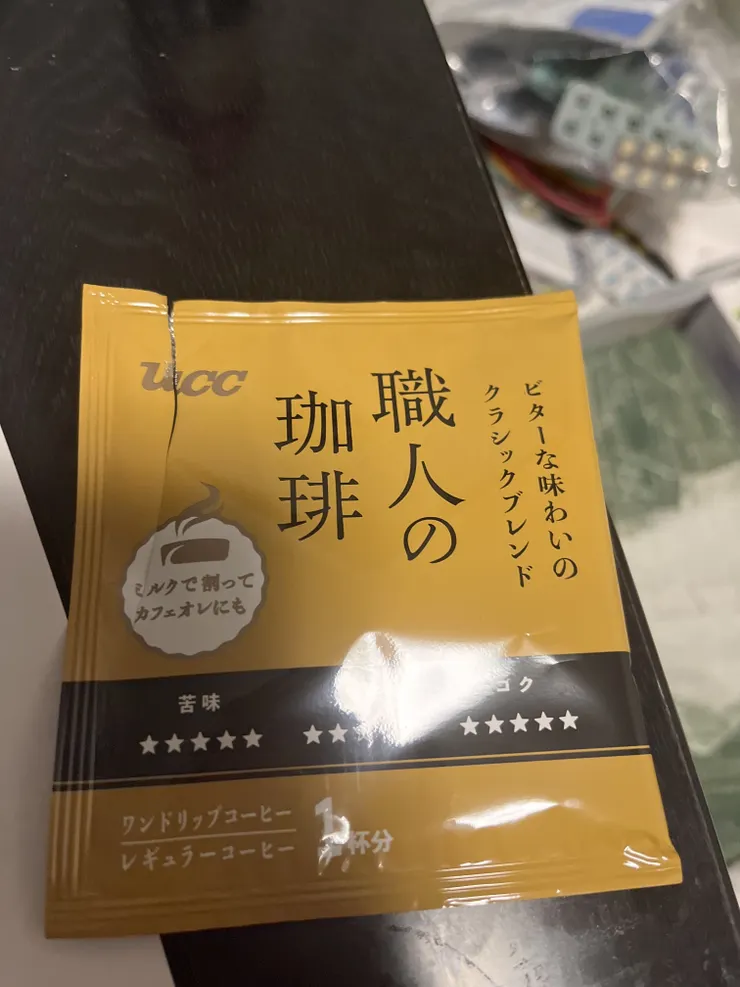 ucc
ビターな味わいの
クラシックブレンド
職人の
珈琲
ミルクで割って
カフェオレにも
苦味
★★★★★
★★
コク
★★★★★
ワンドリップコーヒー
レギュラーコーヒー
1杯分